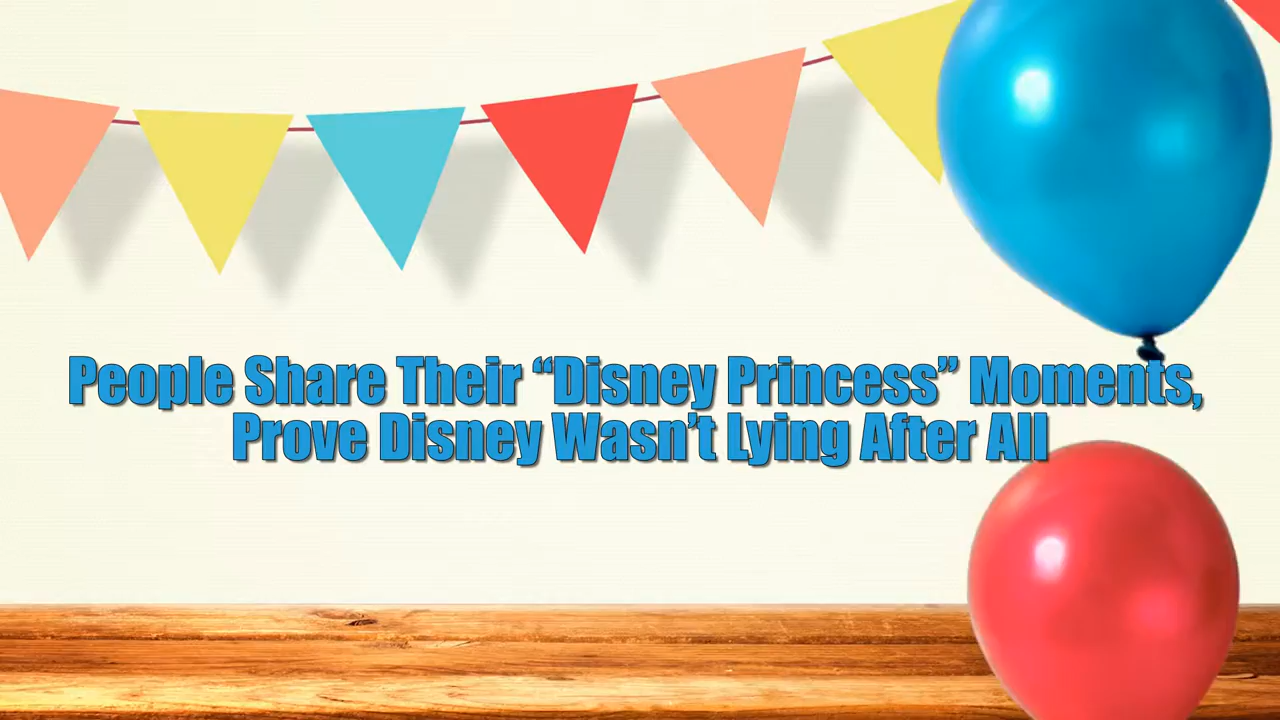 People Share Their “Disney Princess” Moments,
Prove Disney Wasn’t Lying After All